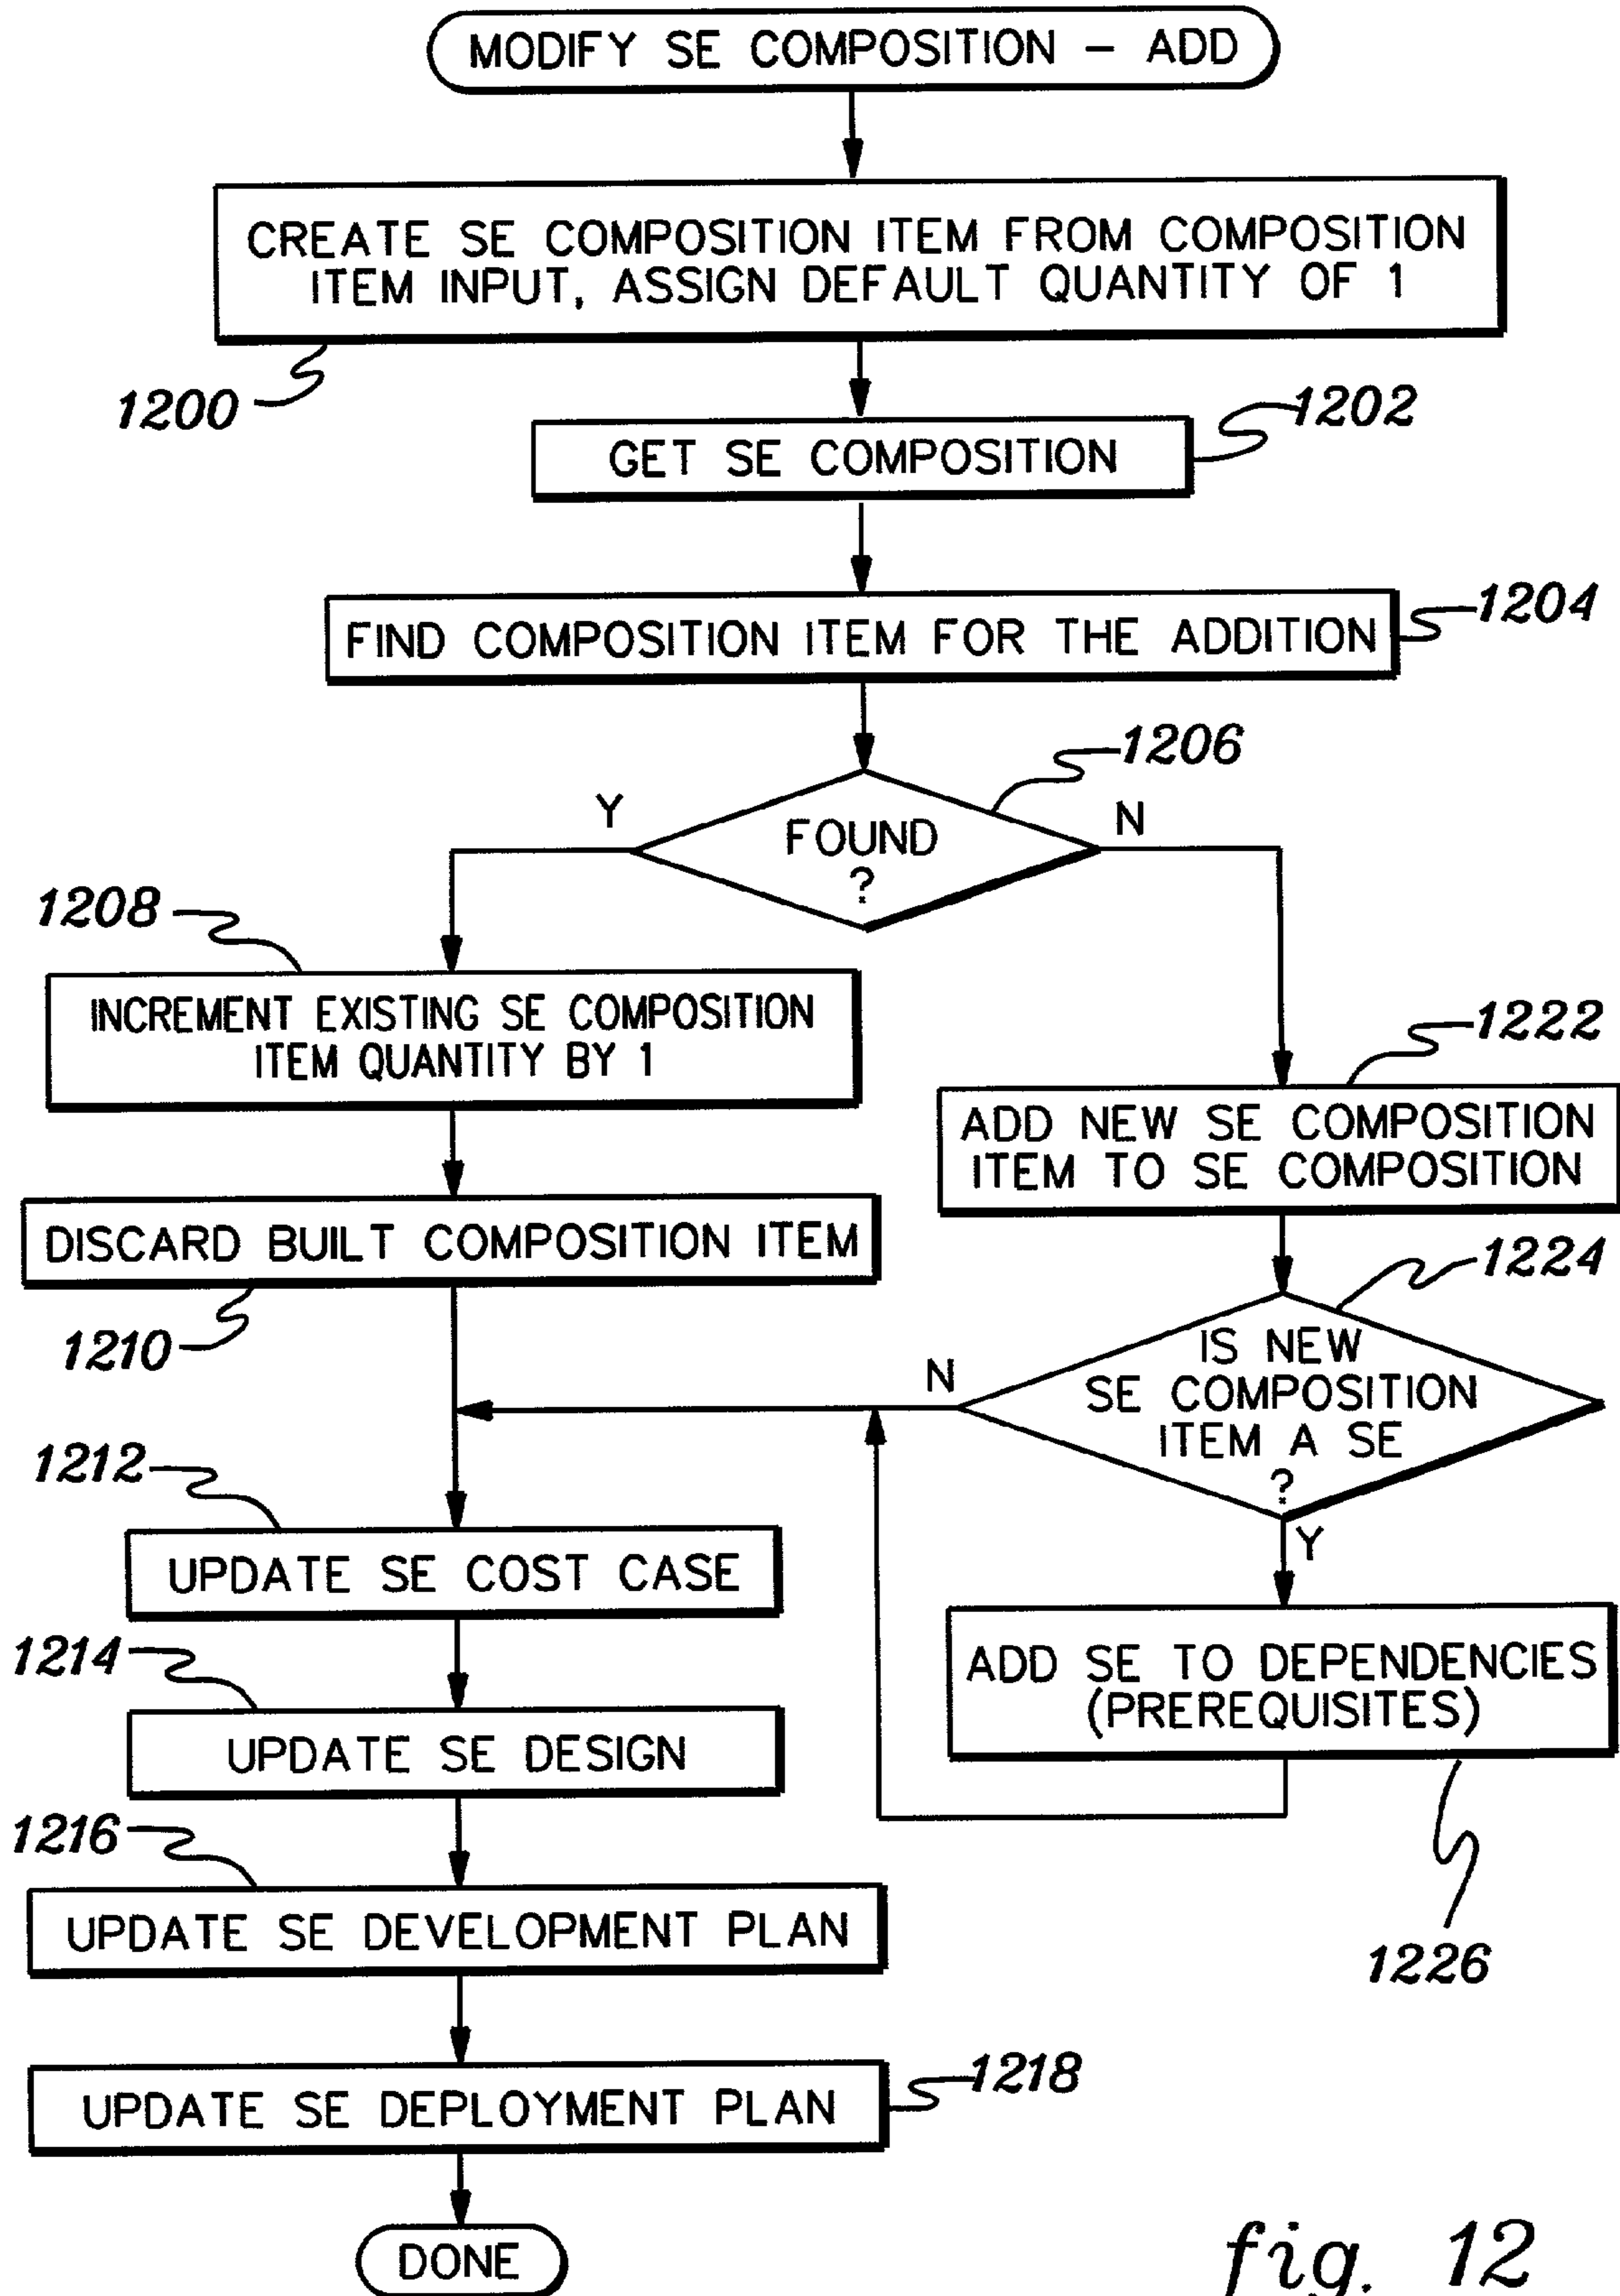 MODIFY SE COMPOSITION - ADD
CREATE SE COMPOSITION ITEM FROM COMPOSITION
ITEM INPUT, ASSIGN DEFAULT QUANTITY OF 1
1200
1202
GET SE COMPOSITION
1204
FIND COMPOSITION ITEM FOR THE ADDITION
1206
Y
N
FOUND
?
1208
INCREMENT EXISTING SE COMPOSITION
ITEM QUANTITY BY 1
1222
ADD NEW SE COMPOSITION
ITEM TO SE COMPOSITION
DISCARD BUILT COMPOSITION ITEM
1210
1224
IS NEW
SE COMPOSITION
ITEM A SE
?
N
Y
1212
UPDATE SE COST CASE
ADD SE TO DEPENDENCIES
(PREREQUISITES)
1226
1214
UPDATE SE DESIGN
1216
UPDATE SE DEVELOPMENT PLAN
1218
UPDATE SE DEPLOYMENT PLAN
DONE
fig. 12